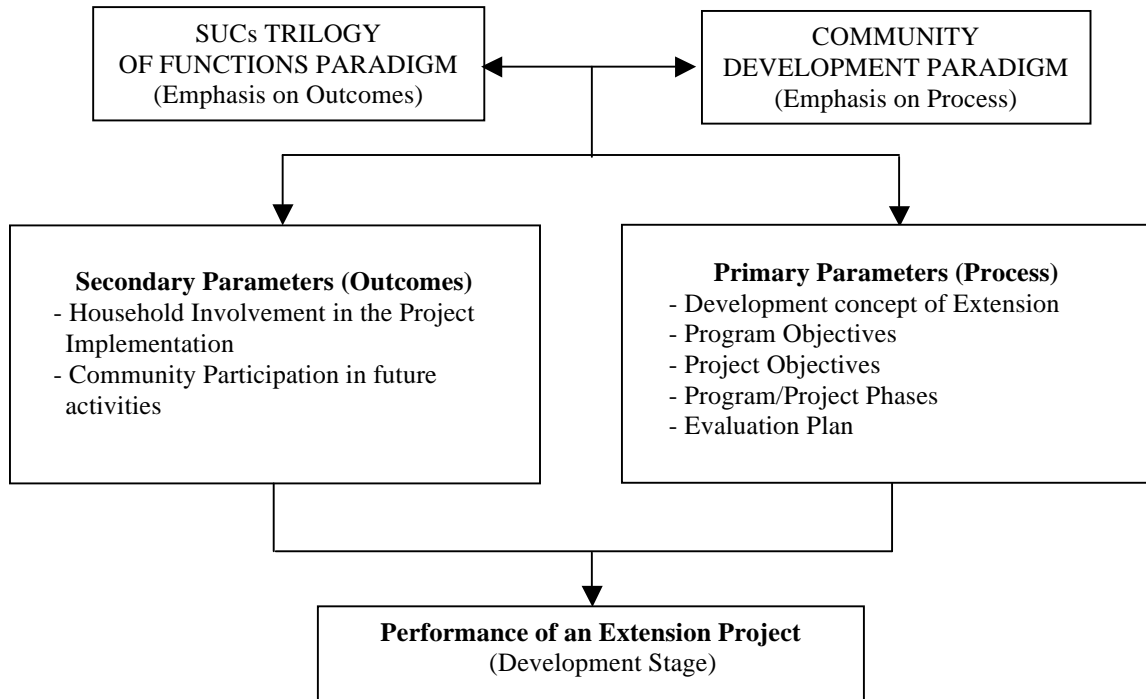 SUCs TRILOGY
OF FUNCTIONS PARADIGM
(Emphasis on Outcomes)
COMMUNITY
DEVELOPMENT PARADIGM
(Emphasis on Process)
Secondary Parameters (Outcomes)
- Household Involvement in the Project
Implementation
- Community Participation in future
activities
Primary Parameters (Process)
- Development concept of Extension
- Program Objectives
- Project Objectives
- Program/Project Phases
- Evaluation Plan
Performance of an Extension Project
(Development Stage)